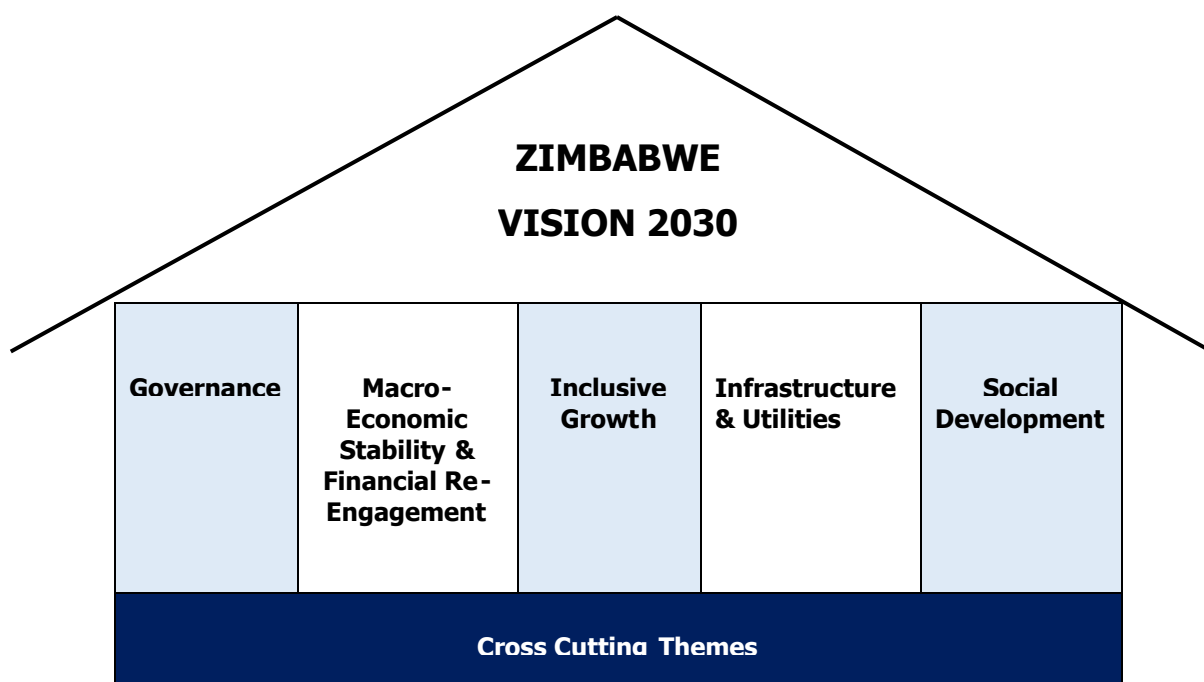 ZIMBABWE
VISION 2030
Governance
Macro-
Economic
Stability &
Financial Re-
Engagement
Inclusive
Growth
Infrastructure
& Utilities
Social
Development
Cross Cutting Themes